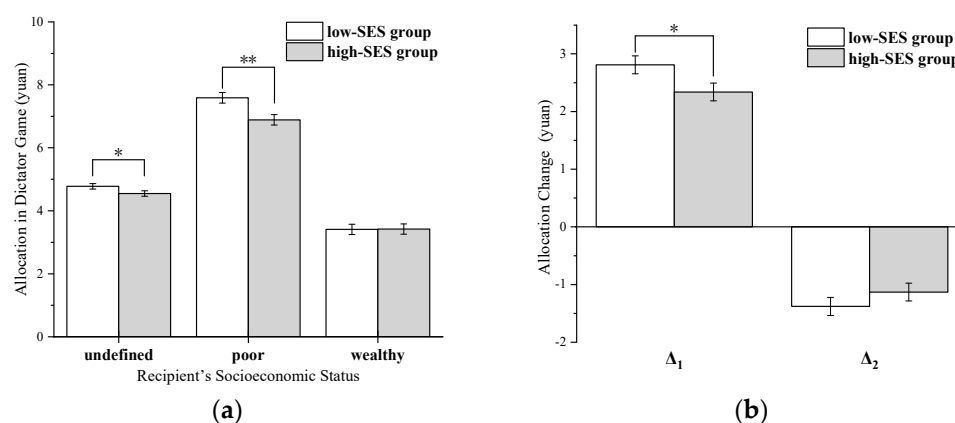 10
8
6
4
2
0
Allocation in Dictator Game (yuan)
low-SES group
high-SES group
*
**
undefined poor wealthy
Recipient's Socioeconomic Status
(a)
3
2
1
0
-1
-2
Allocation Change (yuan)
low-SES group
high-SES group
*
Δ1 Δ2
(b)